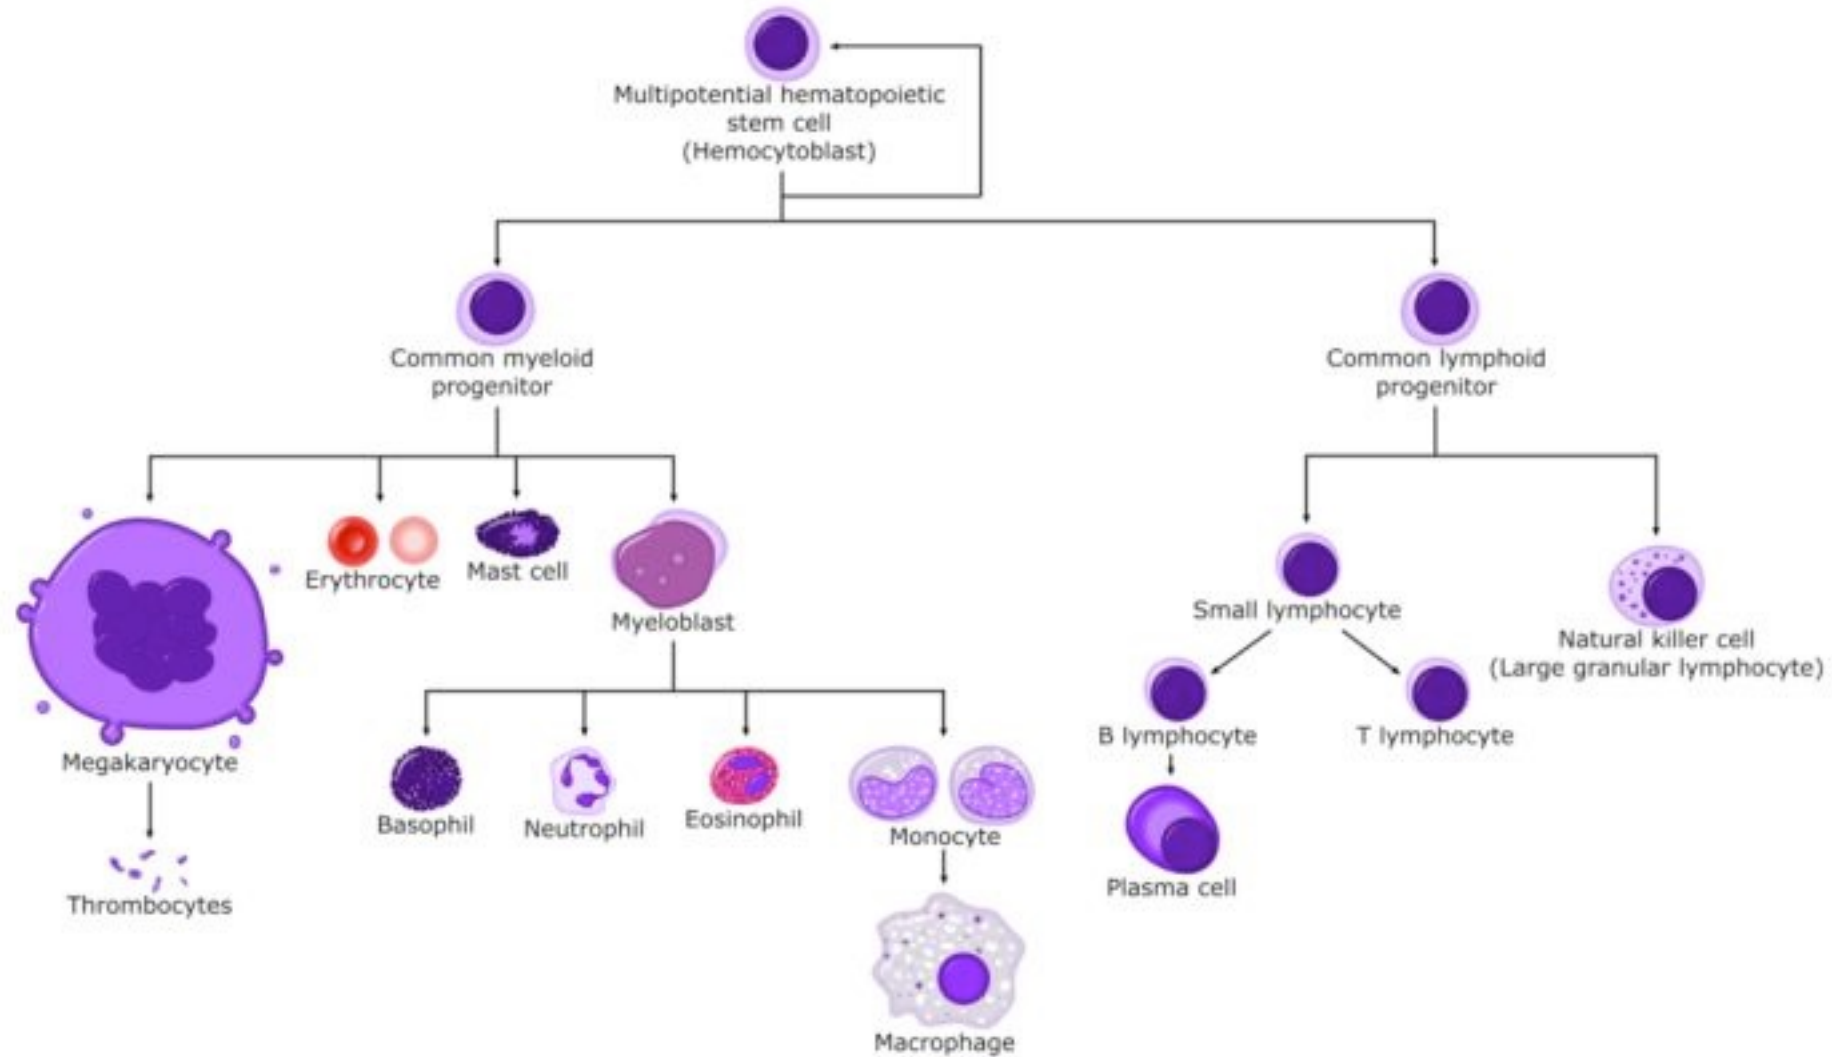 Multipotential hematopoietic
stem cell
(Hemocytoblast)
Common myeloid
progenitor
Common lymphoid
progenitor
Megakaryocyte
Thrombocytes
Erythrocyte
Mast cell
Myeloblast
Basophil
Neutrophil
Eosinophil
Monocyte
Macrophage
Small lymphocyte
Natural killer cell
(Large granular lymphocyte)
B lymphocyte
T lymphocyte
Plasma cell